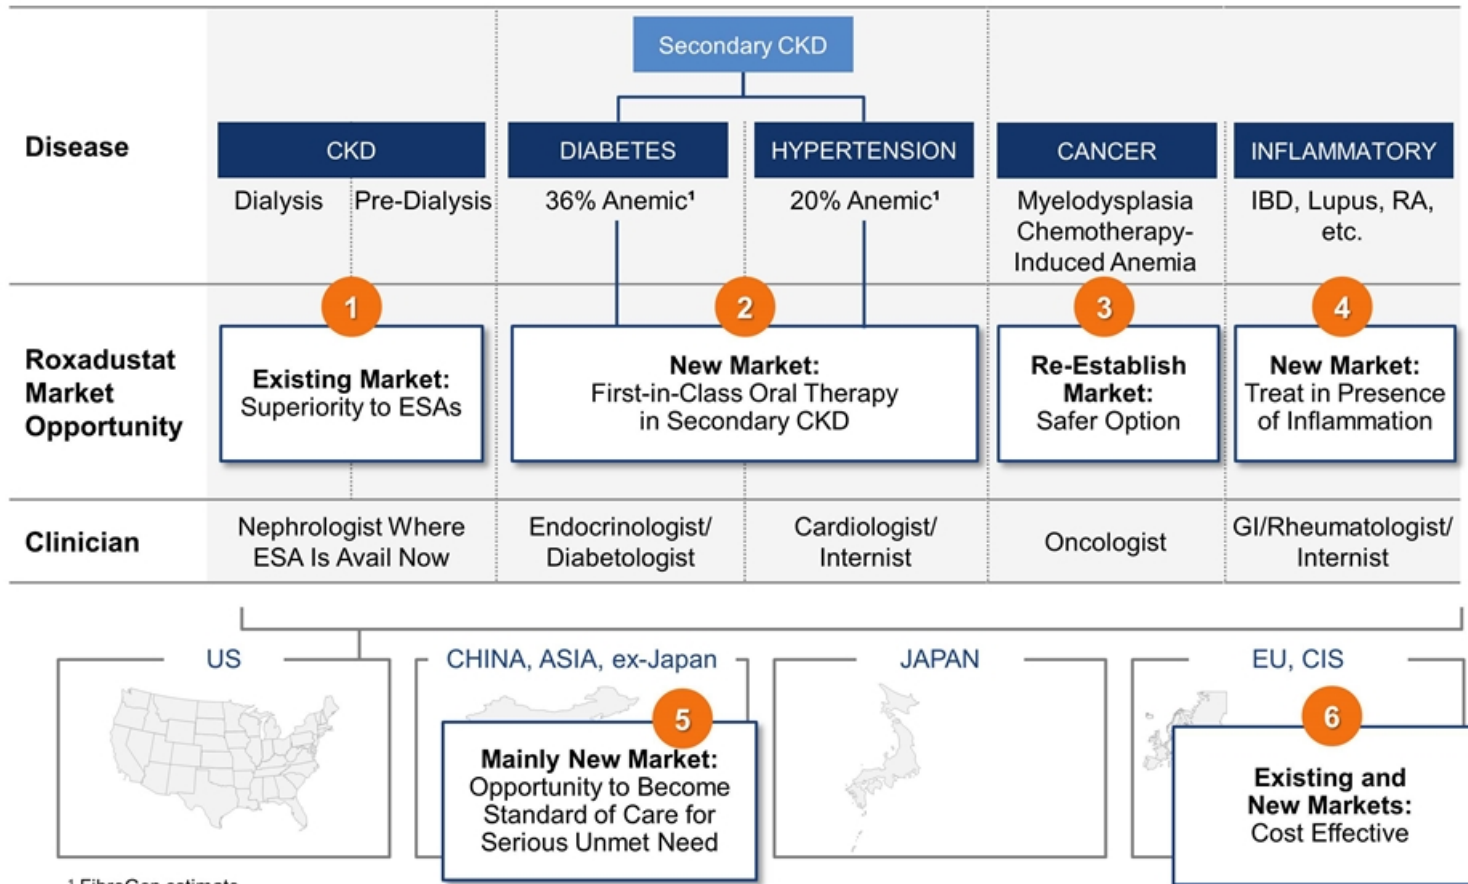 Secondary CKD
Disease
CKD
DIABETES
HYPERTENSION
CANCER
INFLAMMATORY
Dialysis
Pre-Dialysis
36% Anemic¹
20% Anemic¹
Myelodysplasia
Chemotherapy-
Induced Anemia
IBD, Lupus, RA,
etc.
Roxadustat
Market
Opportunity
1
Existing Market:
Superiority to ESAs
2
New Market:
First-in-Class Oral Therapy
in Secondary CKD
3
Re-Establish
Market:
Safer Option
4
New Market:
Treat in Presence
of Inflammation
Clinician
Nephrologist Where
ESA Is Avail Now
Endocrinologist/
Diabetologist
Cardiologist/
Internist
Oncologist
GI/Rheumatologist/
Internist
US
CHINA, ASIA, ex-Japan
JAPAN
EU, CIS
5
Mainly New Market:
Opportunity to Become
Standard of Care for
Serious Unmet Need
6
Existing and
New Markets:
Cost Effective
¹ FibroGen estimate